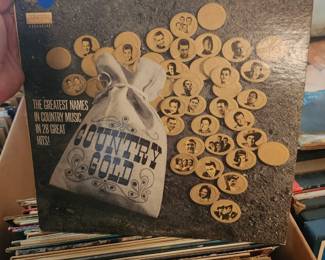 THE GREATEST NAMES
IN COUNTRY MUSIC
IN 28 GREAT
HITS!
COUNTRY
GOLD